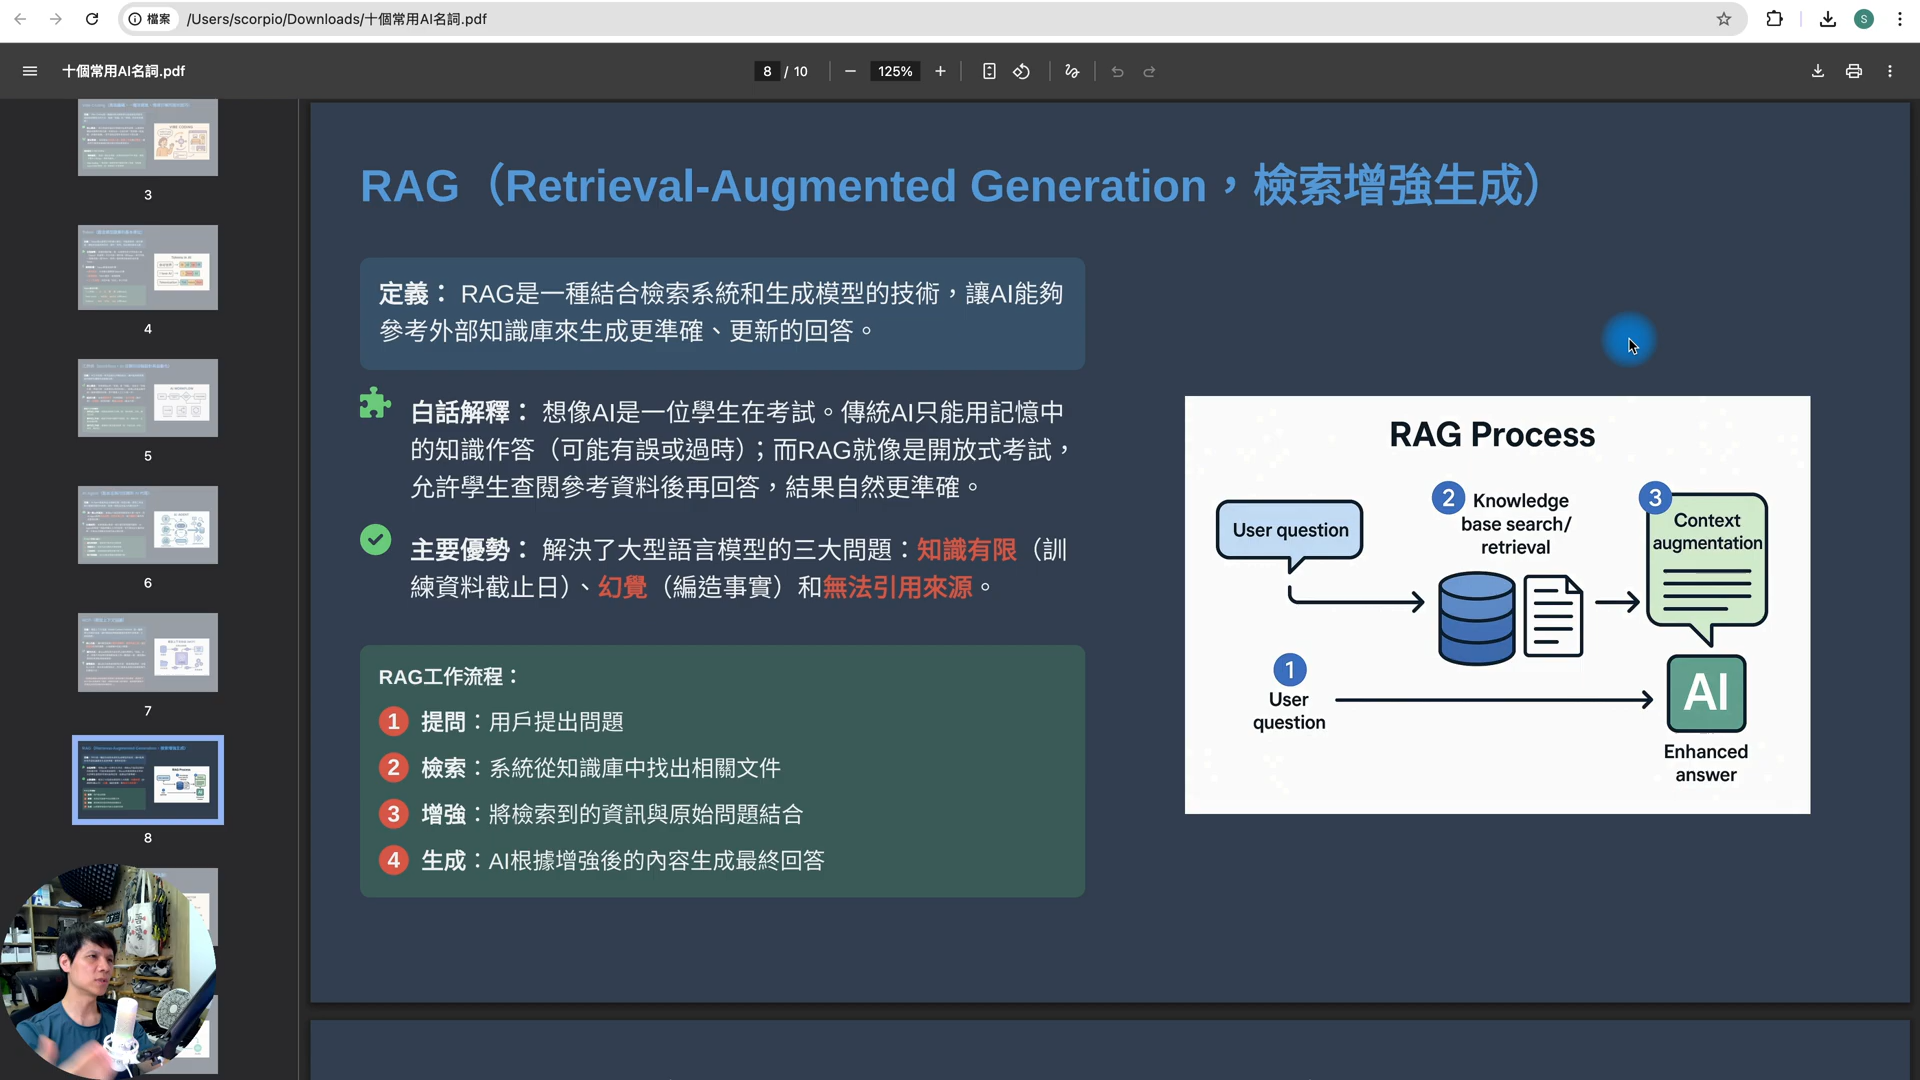 檔案
/Users/scorpio/Downloads/十個常用AI名詞.pdf
S
十個常用AI名詞.pdf
8 / 10
125%
3
4
5
6
7
8
RAG（Retrieval-Augmented Generation，檢索增強生成）
定義： RAG是一種結合檢索系統和生成模型的技術，讓AI能夠
參考外部知識庫來生成更準確、更新的回答。
白話解釋： 想像AI是一位學生在考試。傳統AI只能用記憶中
的知識作答（可能有誤或過時）；而RAG就像是開放式考試，
允許學生查閱參考資料後再回答，結果自然更準確。
主要優勢： 解決了大型語言模型的三大問題：知識有限（訓
練資料截止日）、幻覺（編造事實）和無法引用來源。
RAG工作流程：
1 提問：用戶提出問題
2 檢索：系統從知識庫中找出相關文件
3 增強：將檢索到的資訊與原始問題結合
4 生成：AI根據增強後的內容生成最終回答
RAG Process
User question
2 Knowledge
base search/
retrieval
3
Context
augmentation
1
User
question
AI
Enhanced
answer